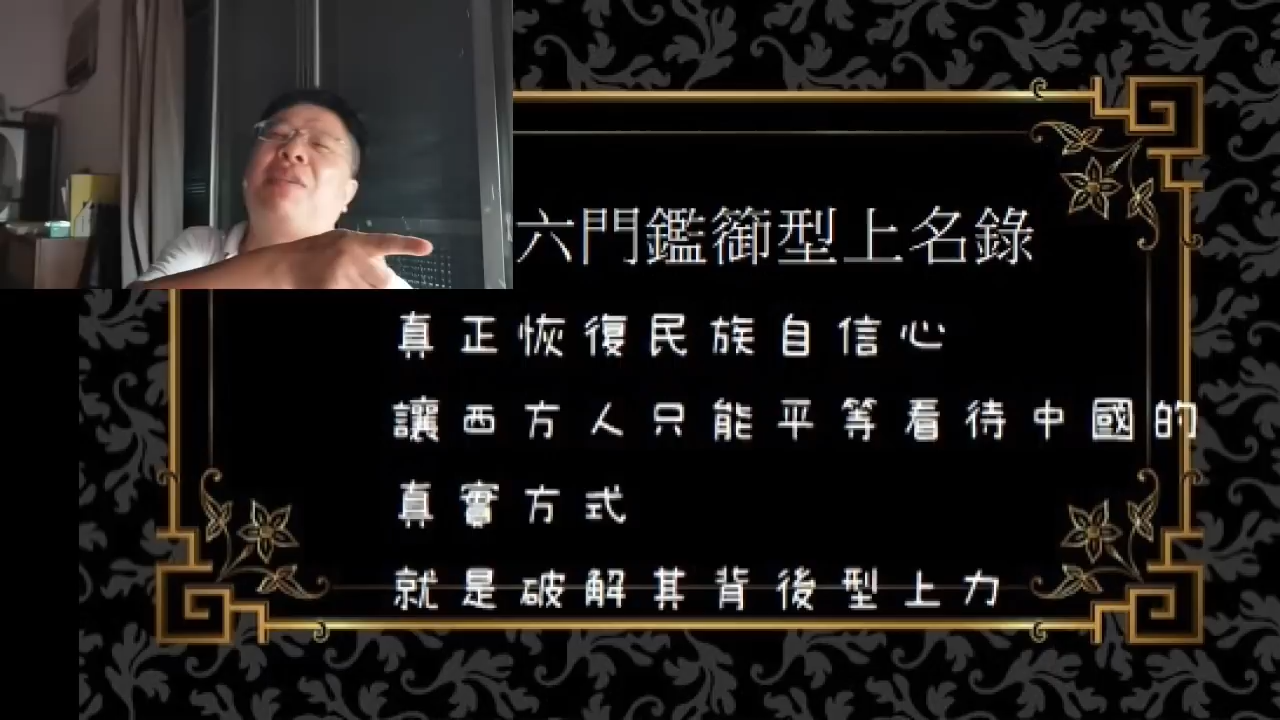 六門鑑篽型上名錄
真正恢復民族自信心
讓西方人只能平等看待中國的
真實方式
就是破解其背後型上力